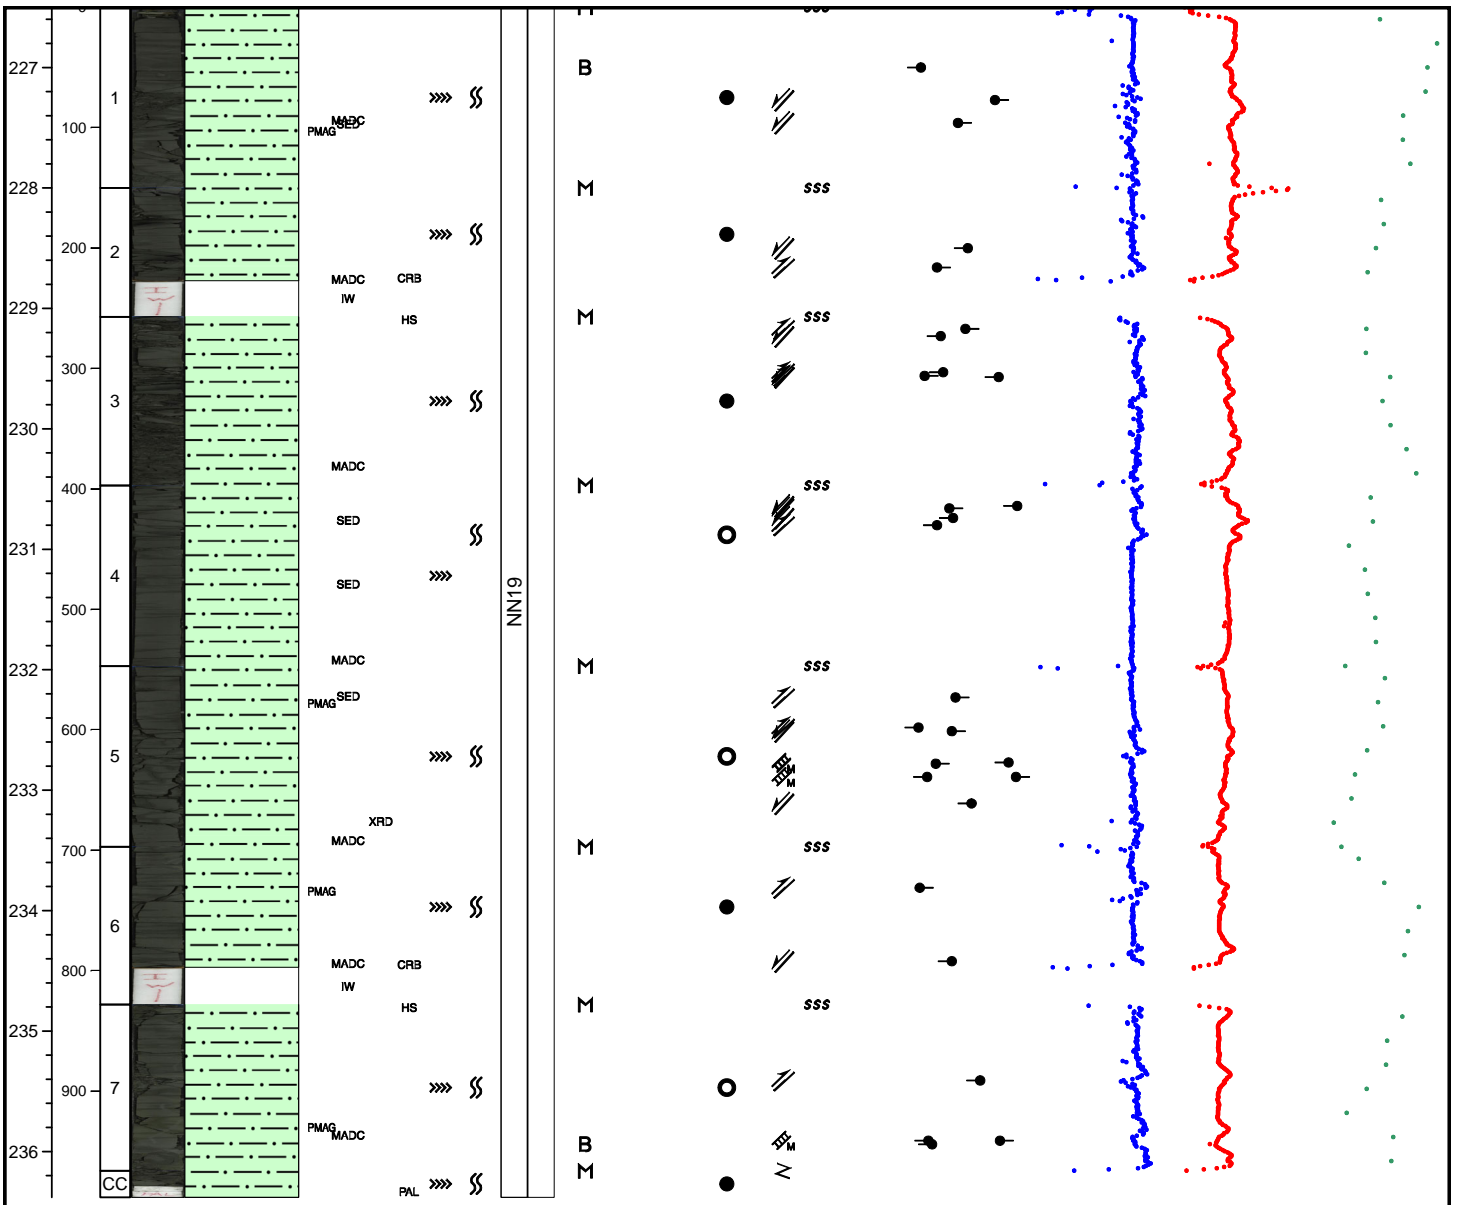 M sss
227 B
1
MADC SED
100 PMAG
228 M sss
200 2
MADC CRB
IW
229 M sss
HS
300
3
230
MADC
M sss
400
SED
231
4
SED
500
NN19
MADC
232 M sss
SED
PMAG
600
5
M
M
233
XRD
MADC
700 M sss
PMAG
234
6
MADC CRB
800
IW
HS
M sss
235
900 7
PMAG
MADC
236 B M
M
CC
PAL